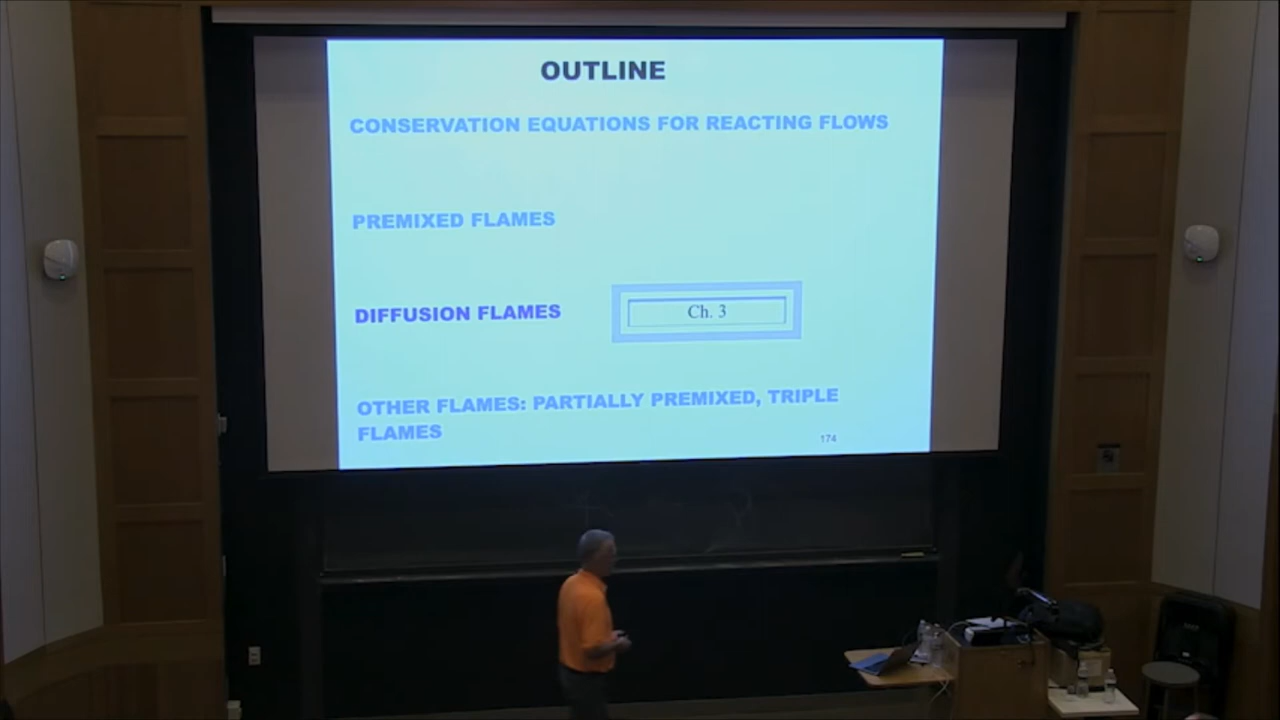 OUTLINE
CONSERVATION EQUATIONS FOR REACTING FLOWS
PREMIXED FLAMES
DIFFUSION FLAMES
Ch. 3
OTHER FLAMES: PARTIALLY PREMIXED, TRIPLE
FLAMES
174